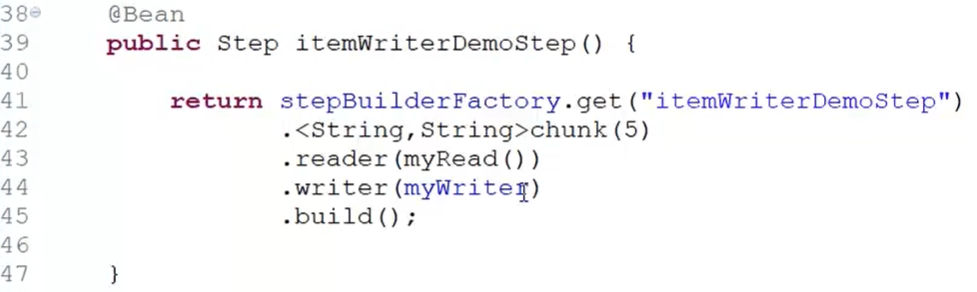 38 @Bean
39 public Step itemWriterDemoStep() {
40
41 return stepBuilderFactory.get("itemWriterDemoStep")
42 .<String,String>chunk(5)
43 .reader(myRead())
44 .writer(myWriter)
45 .build();
46
47 }